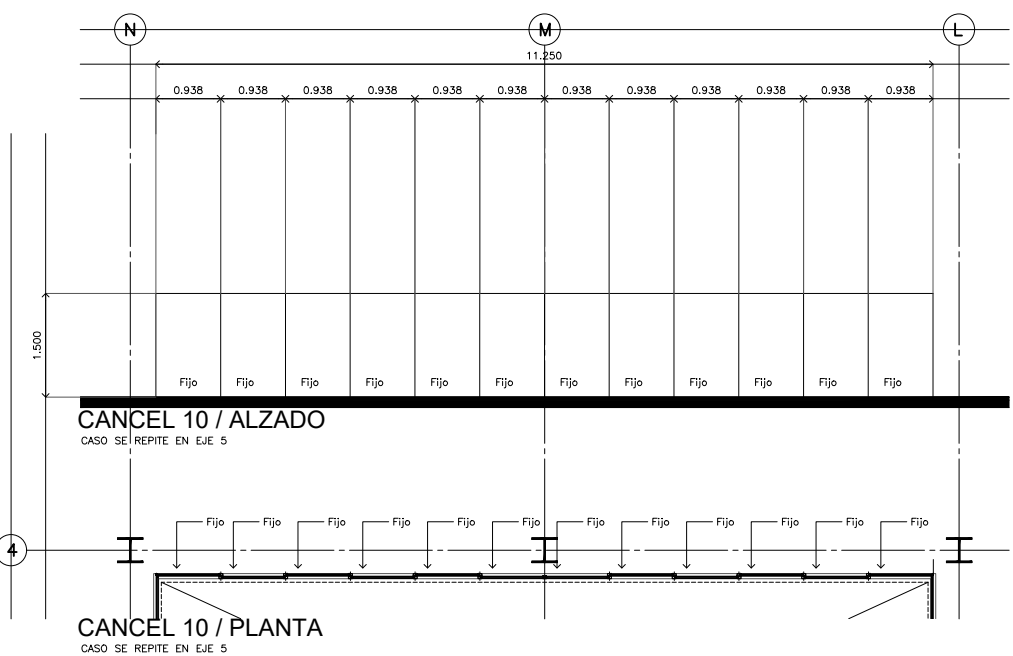 N M L
11.250
0.938 0.938 0.938 0.938 0.938 0.938 0.938 0.938 0.938 0.938 0.938 0.938
1.500
Fijo Fijo Fijo Fijo Fijo Fijo Fijo Fijo Fijo Fijo Fijo Fijo
CANCEL 10 / ALZADO
CASO SE REPITE EN EJE 5
Fijo Fijo Fijo Fijo Fijo Fijo Fijo Fijo Fijo Fijo Fijo Fijo
4
CANCEL 10 / PLANTA
CASO SE REPITE EN EJE 5